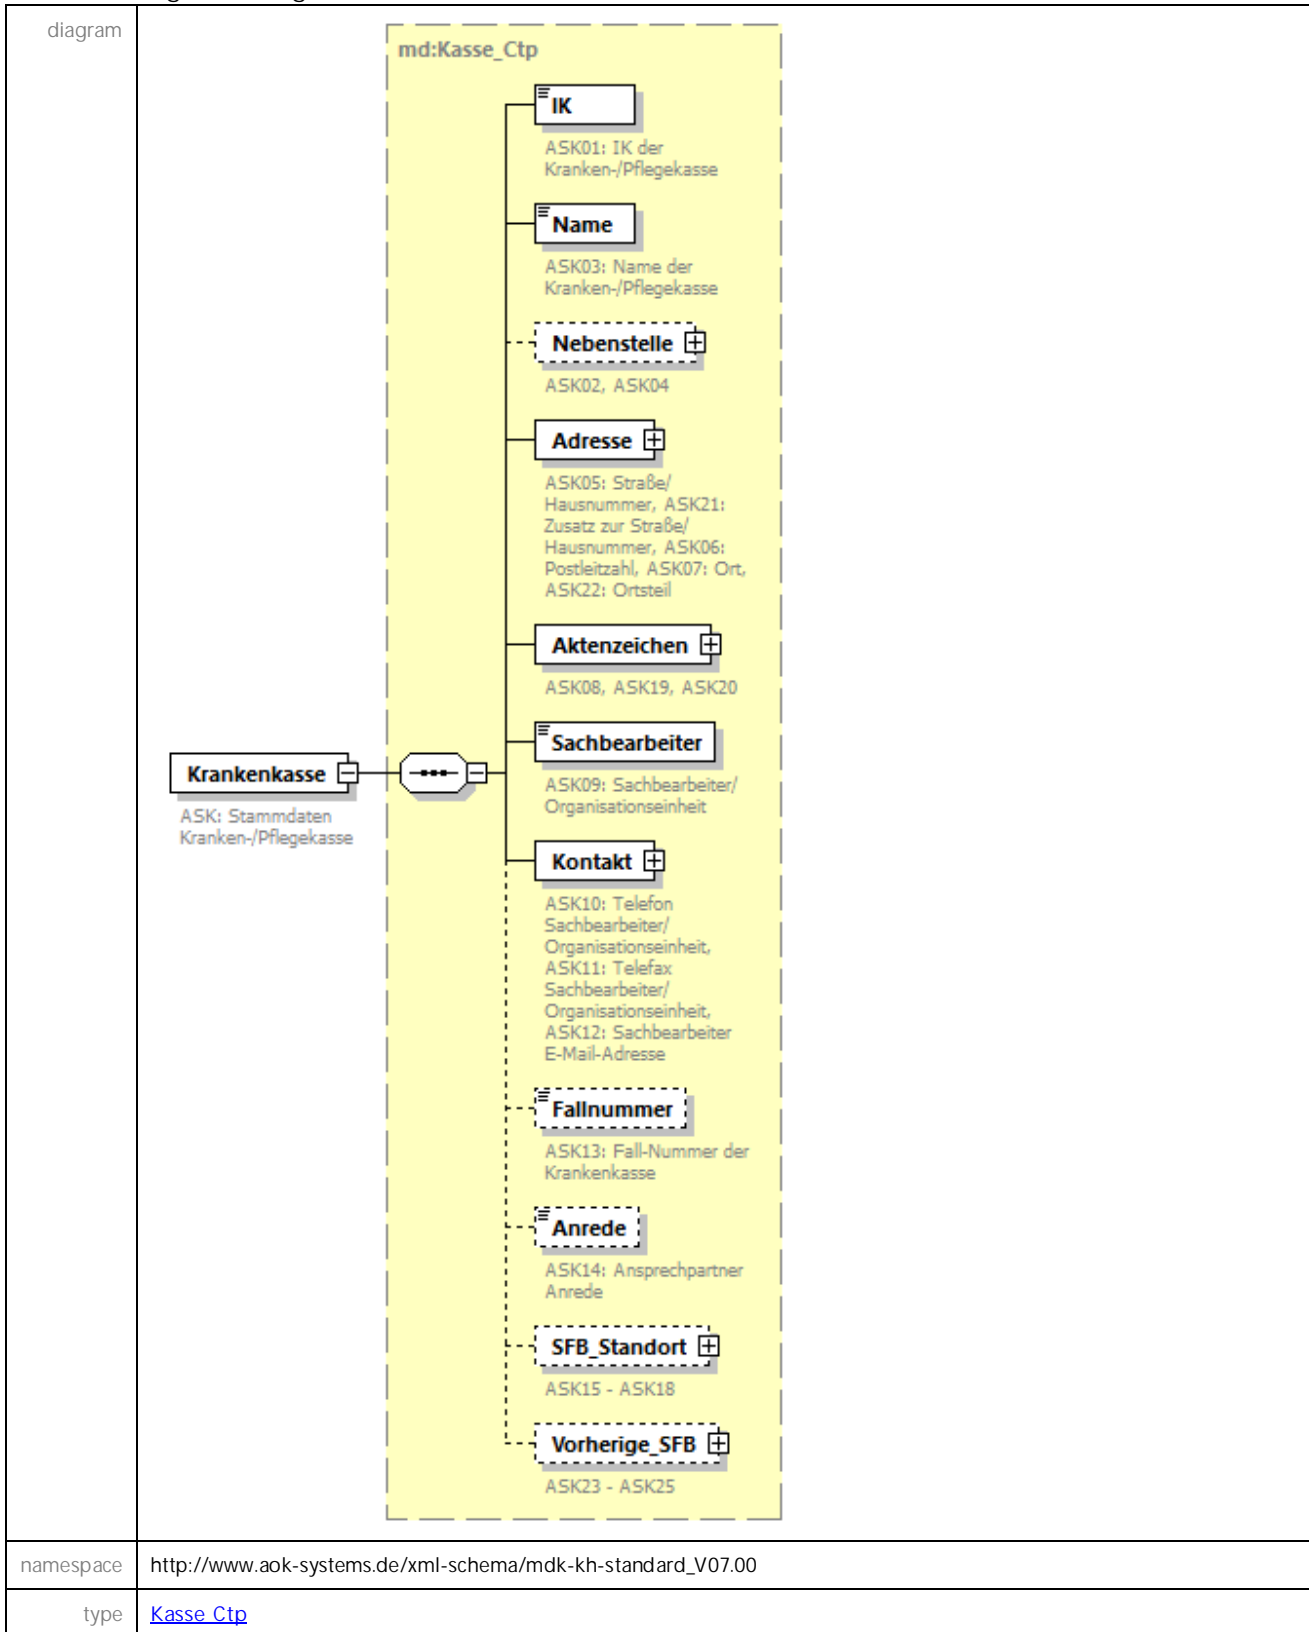 diagram
md:Kasse_Ctp
IK
ASK01: IK der
Kranken-/Pflegekasse
Name
ASK03: Name der
Kranken-/Pflegekasse
Nebenstelle
ASK02, ASK04
Adresse
ASK05: Straße/
Hausnummer, ASK21:
Zusatz zur Straße/
Hausnummer, ASK06:
Postleitzahl, ASK07: Ort,
ASK22: Ortsteil
Aktenzeichen
ASK08, ASK19, ASK20
Sachbearbeiter
ASK09: Sachbearbeiter/
Organisationseinheit
Krankenkasse
ASK: Stammdaten
Kranken-/Pflegekasse
Kontakt
ASK10: Telefon
Sachbearbeiter/
Organisationseinheit,
ASK11: Telefax
Sachbearbeiter/
Organisationseinheit,
ASK12: Sachbearbeiter
E-Mail-Adresse
Fallnummer
ASK13: Fall-Nummer der
Krankenkasse
Anrede
ASK14: Ansprechpartner
Anrede
SFB_Standort
ASK15 - ASK18
Vorherige_SFB
ASK23 - ASK25
namespace http://www.aok-systems.de/xml-schema/mdk-kh-standard_V07.00
type Kasse_Ctp